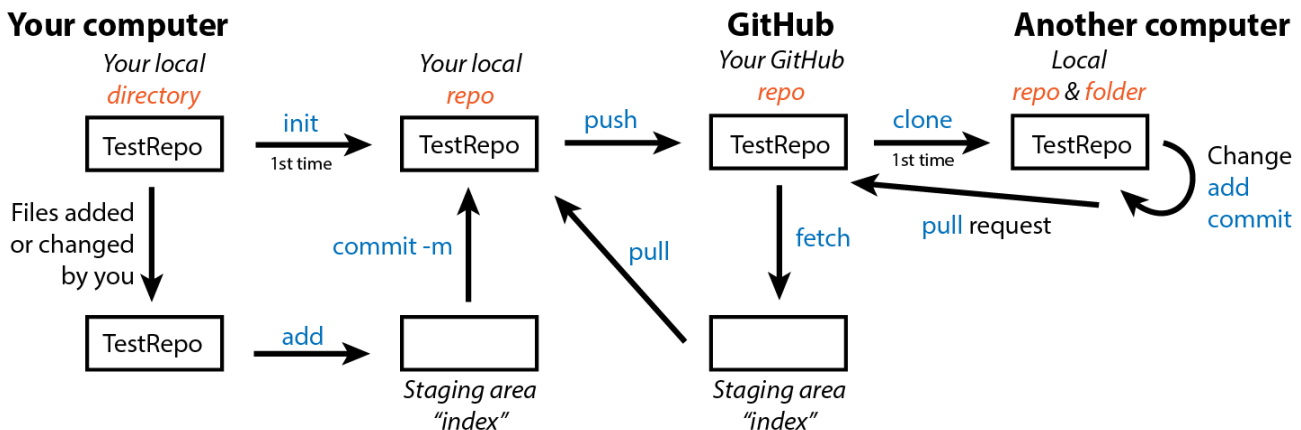 Your computer
GitHub
Another computer
Your local
directory
Your local
repo
Your GitHub
repo
Local
repo & folder
TestRepo
init
1st time
TestRepo
push
TestRepo
clone
1st time
TestRepo
Change
add
commit
Files added
or changed
by you
commit -m
pull
fetch
pull request
TestRepo
add
Staging area
“index”
Staging area
“index”